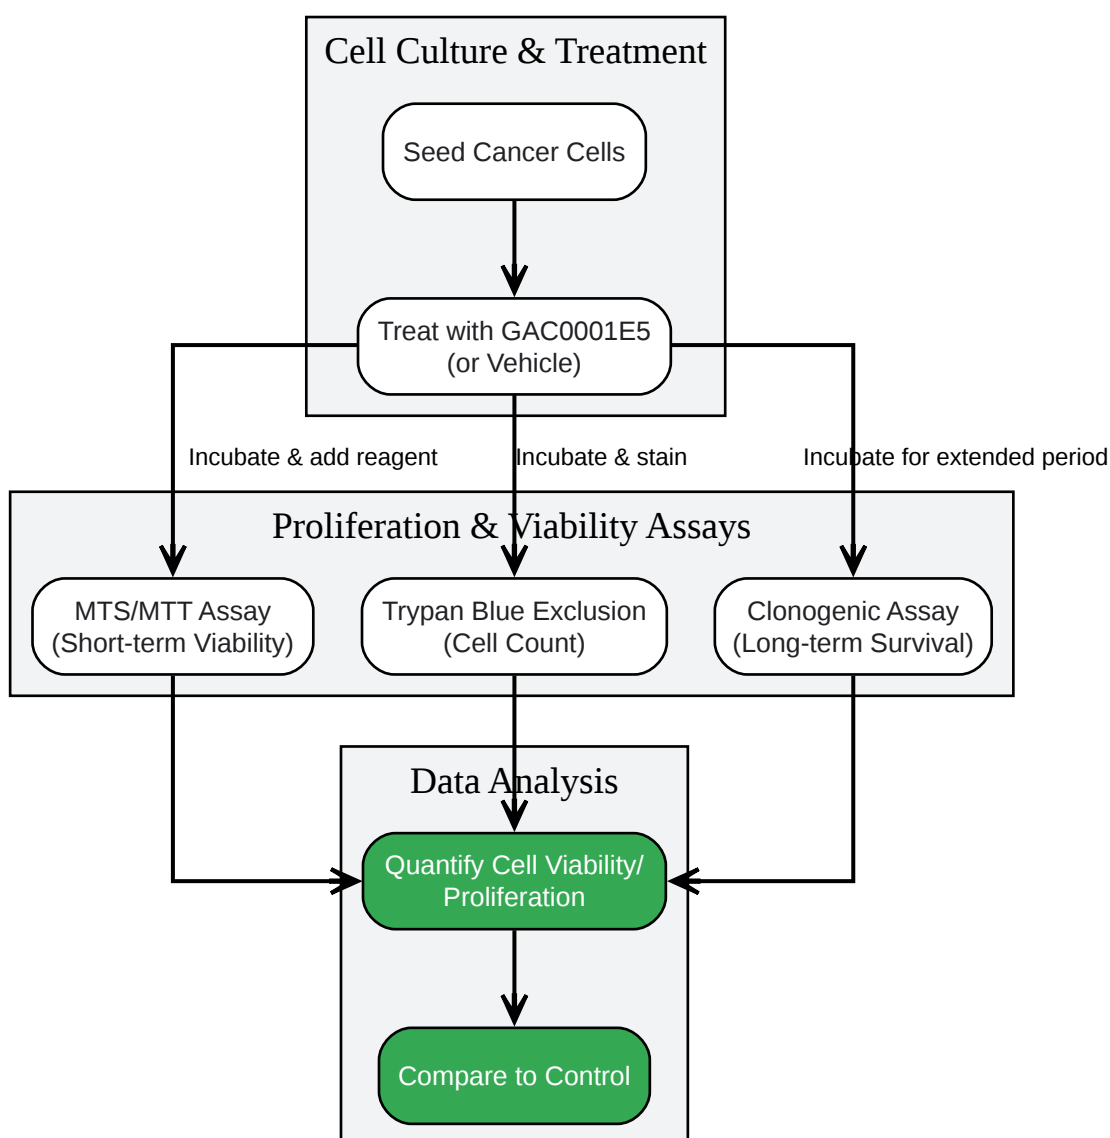 Cell Culture & Treatment
Seed Cancer Cells
Treat with GAC0001E5
(or Vehicle)
Incubate & add reagent
Incubate & stain
Incubate for extended period
Proliferation & Viability Assays
MTS/MTT Assay
(Short-term Viability)
Trypan Blue Exclusion
(Cell Count)
Clonogenic Assay
(Long-term Survival)
Data Analysis
Quantify Cell Viability/
Proliferation
Compare to Control